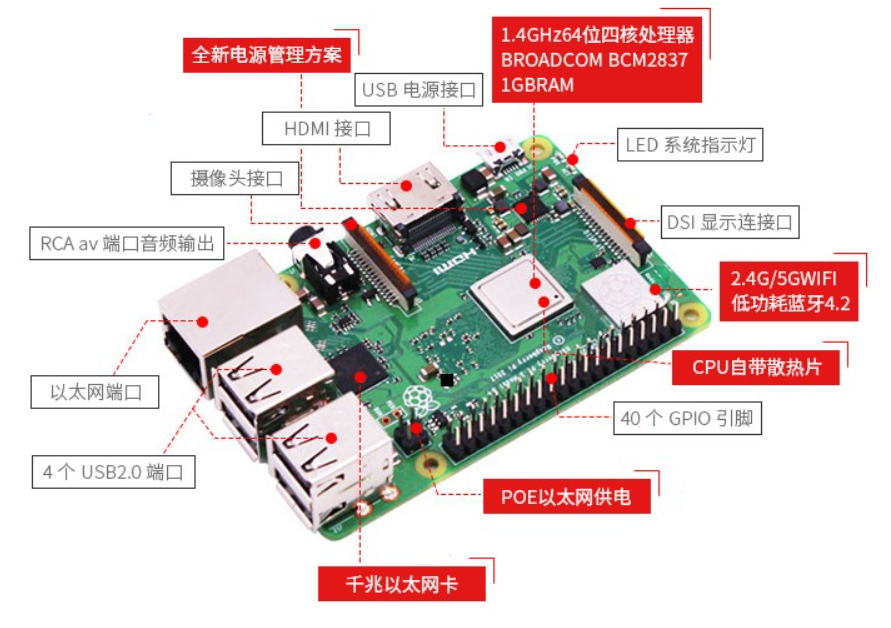 全新电源管理方案
1.4GHz64位四核处理器
BROADCOM BCM2837
1GBRAM
USB 电源接口
HDMI 接口
LED 系统指示灯
摄像头接口
DSI 显示连接口
RCA av 端口音频输出
2.4G/5GWIFI
低功耗蓝牙4.2
CPU自带散热片
以太网端口
40 个 GPIO 引脚
4 个 USB2.0 端口
POE以太网供电
千兆以太网卡
HDMI